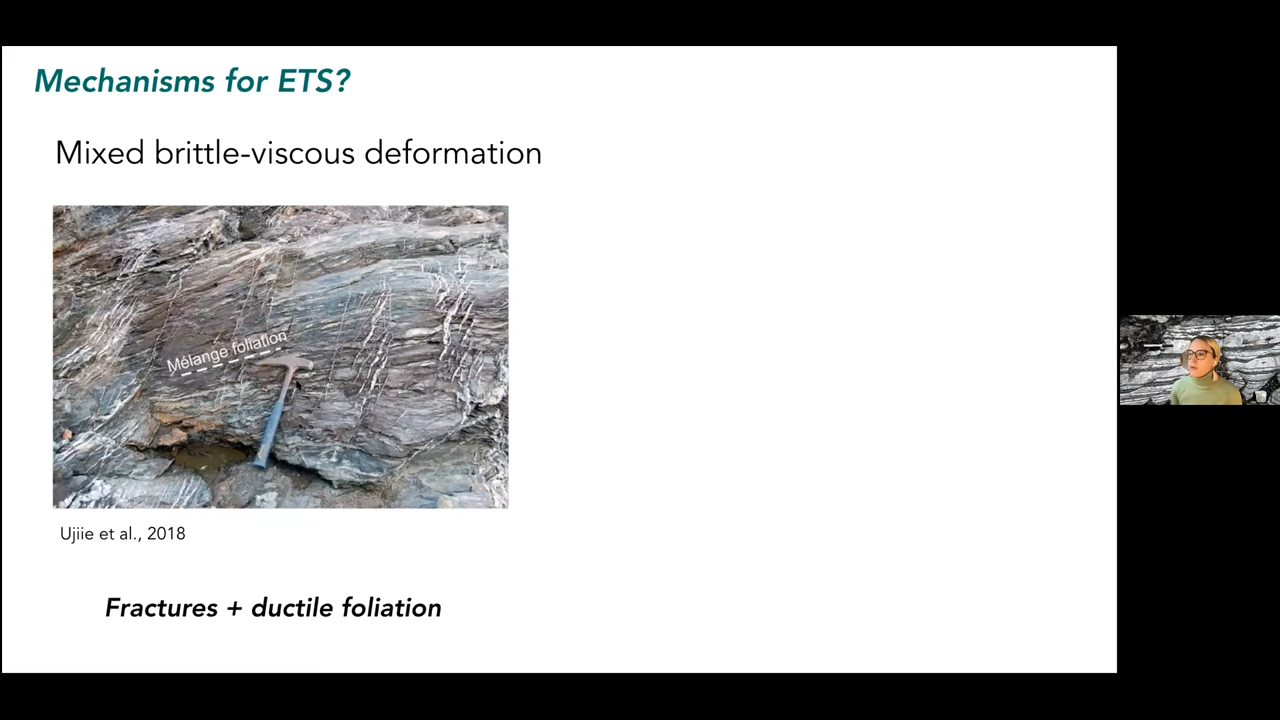 Mechanisms for ETS?
Mixed brittle-viscous deformation
Mélange foliation
Ujiie et al., 2018
Fractures + ductile foliation